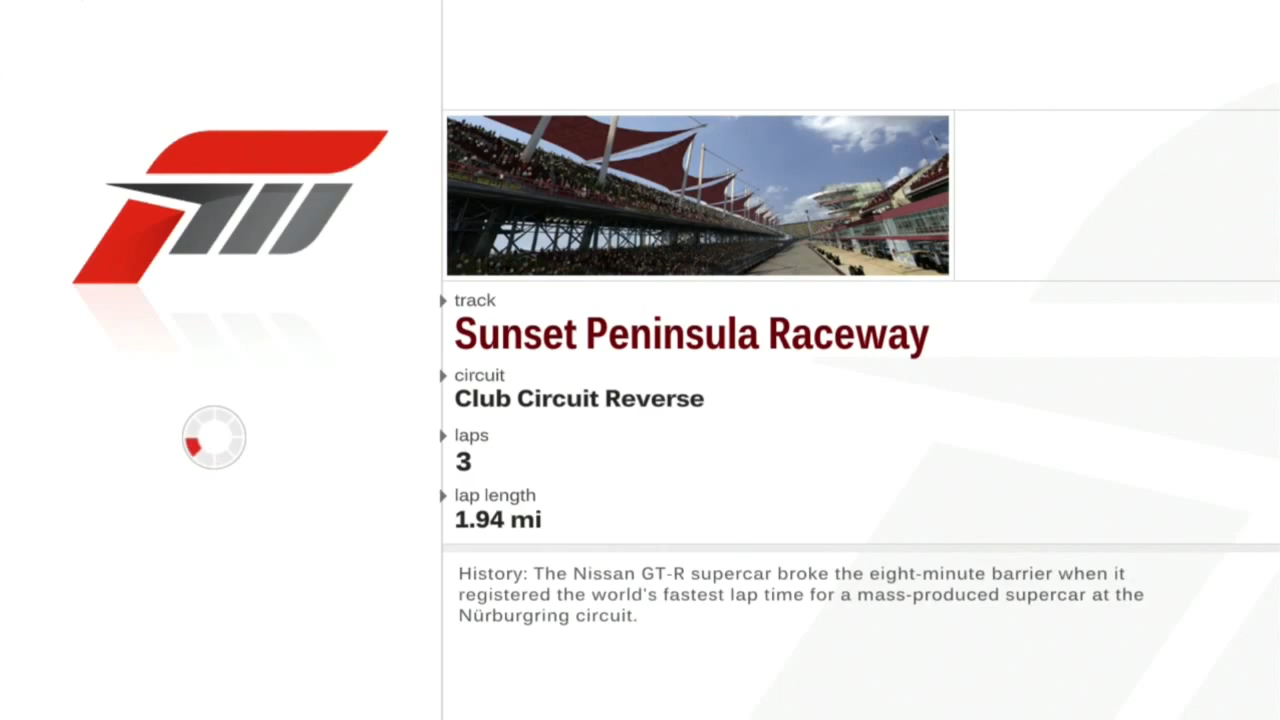 track
Sunset Peninsula Raceway
circuit
Club Circuit Reverse
laps
3
lap length
1.94 mi
History: The Nissan GT-R supercar broke the eight-minute barrier when it
registered the world's fastest lap time for a mass-produced supercar at the
Nürburgring circuit.